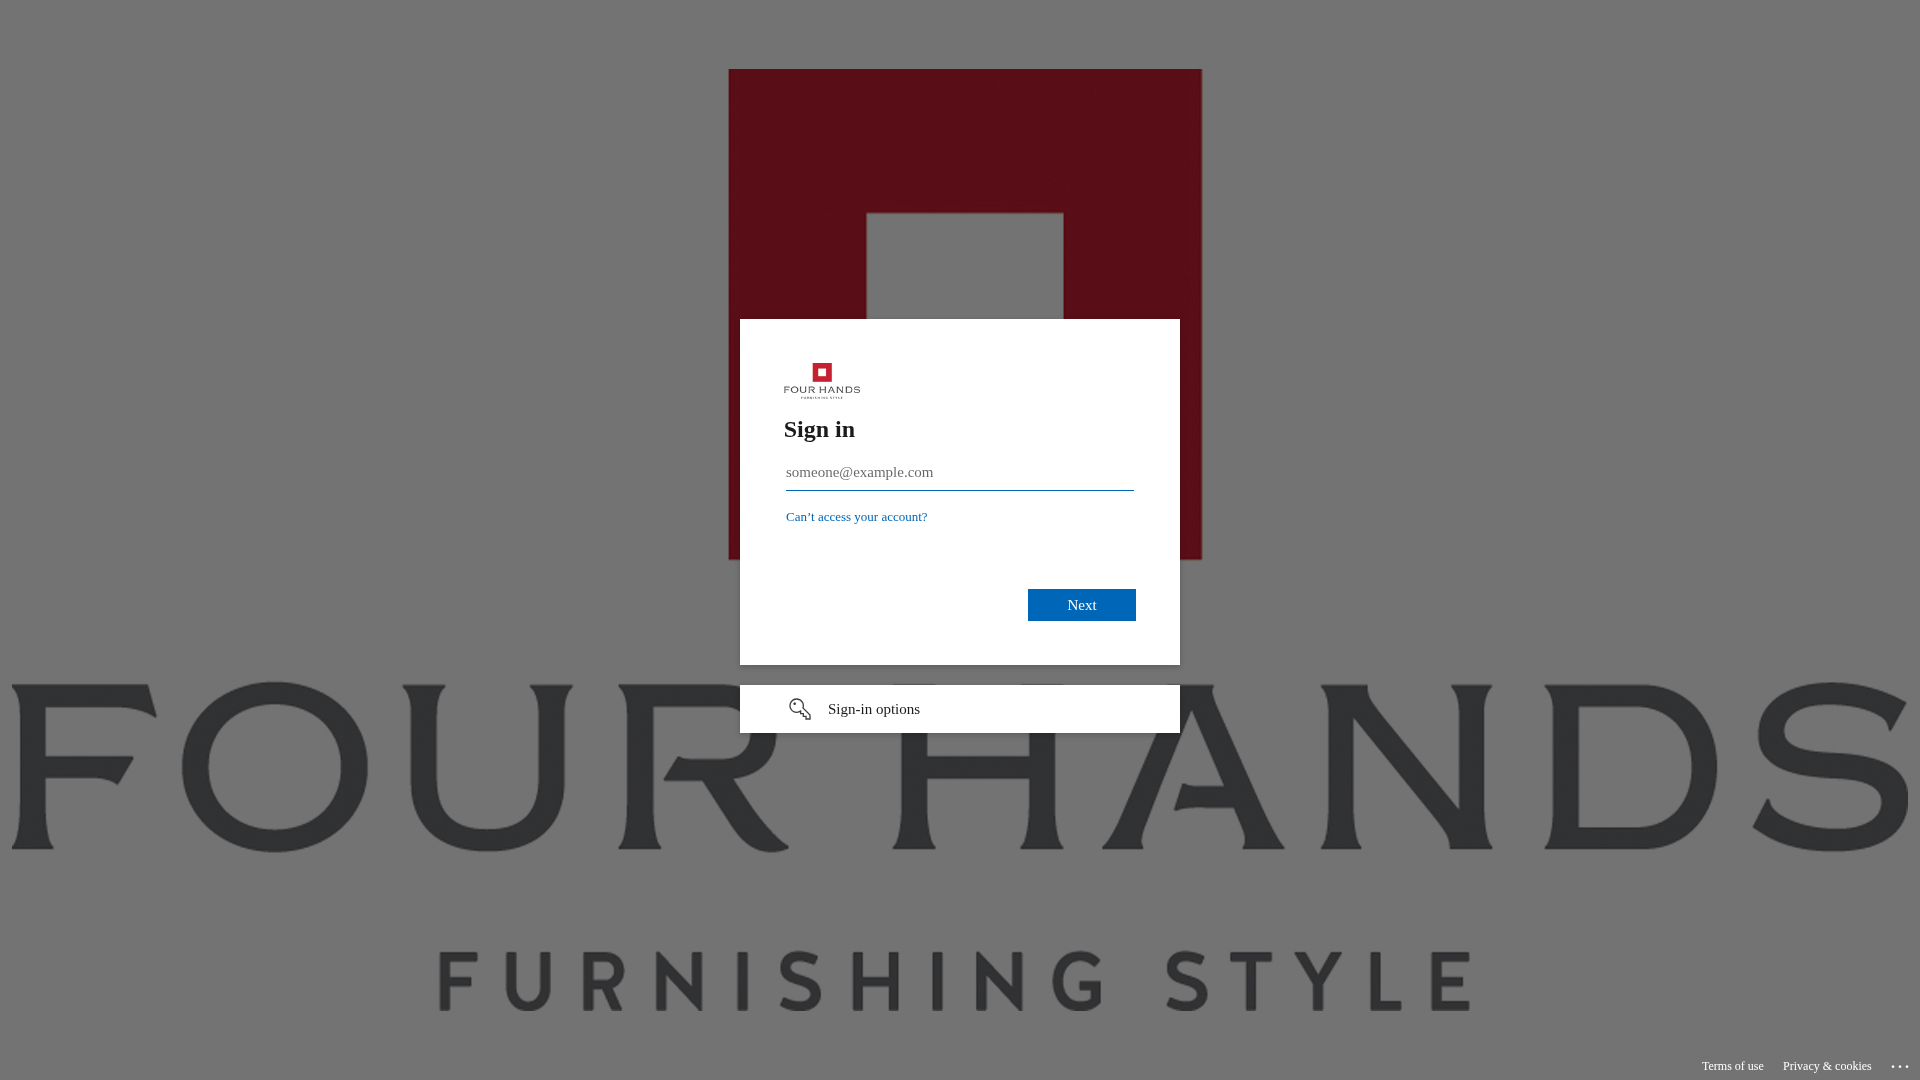 FOUR HANDS
FURNISHING STYLE
Sign in
someone@example.com
Can’t access your account?
Next
Sign-in options
FOUR HANDS
FURNISHING STYLE
Terms of use
Privacy & cookies
...